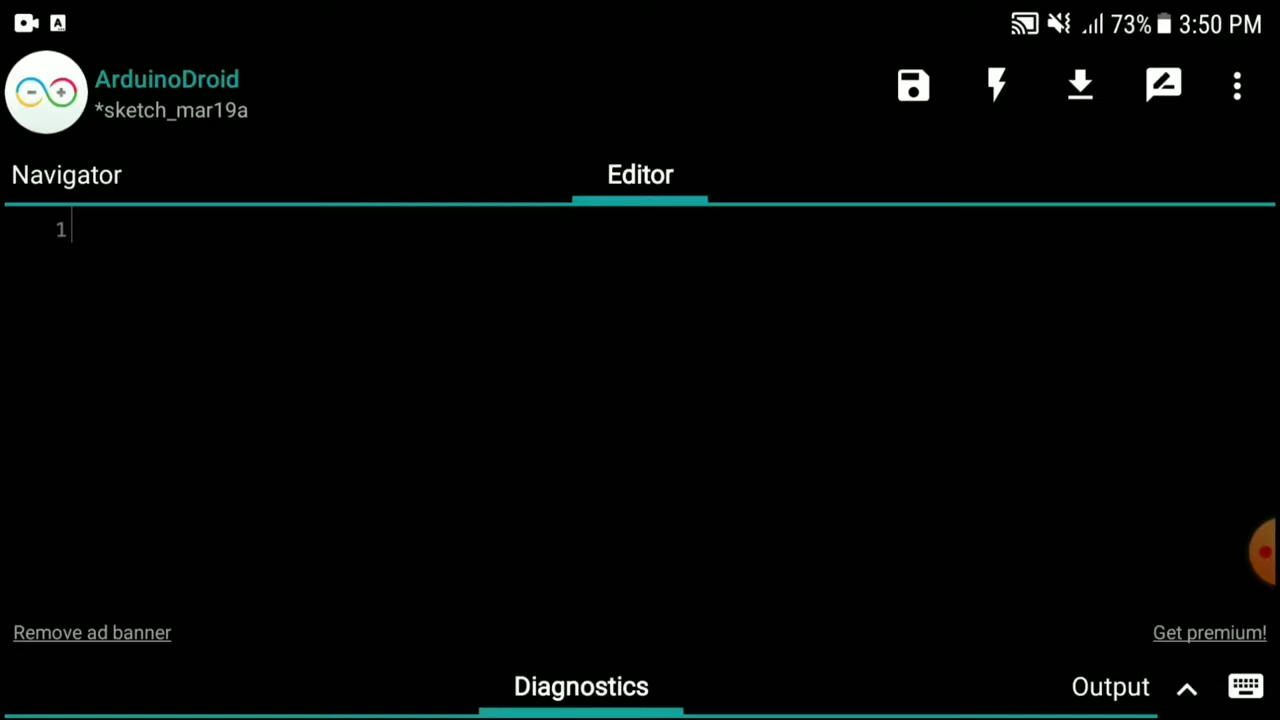 73% 3:50 PM
ArduinoDroid
*sketch_mar19a
Navigator Editor
1
Remove ad banner Get premium!
Diagnostics Output